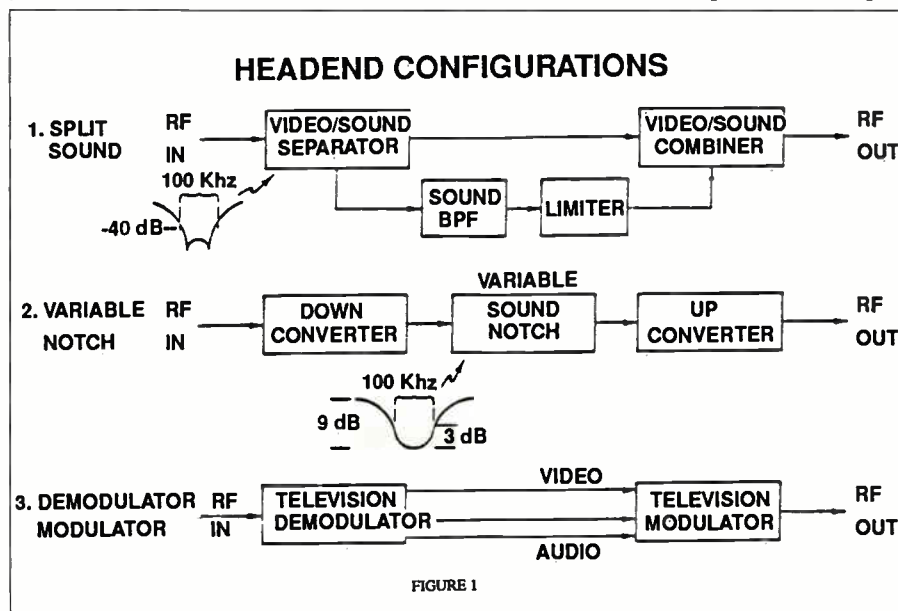 HEADEND CONFIGURATIONS
1. SPLIT SOUND
RF IN
VIDEO/SOUND SEPARATOR
VIDEO/SOUND COMBINER
RF OUT
100 Khz
-40 dB
SOUND BPF
LIMITER
2. VARIABLE NOTCH
RF IN
DOWN CONVERTER
VARIABLE
SOUND NOTCH
UP CONVERTER
RF OUT
100 Khz
9 dB
3 dB
3. DEMODULATOR MODULATOR
RF IN
TELEVISION DEMODULATOR
VIDEO
AUDIO
TELEVISION MODULATOR
RF OUT
FIGURE 1